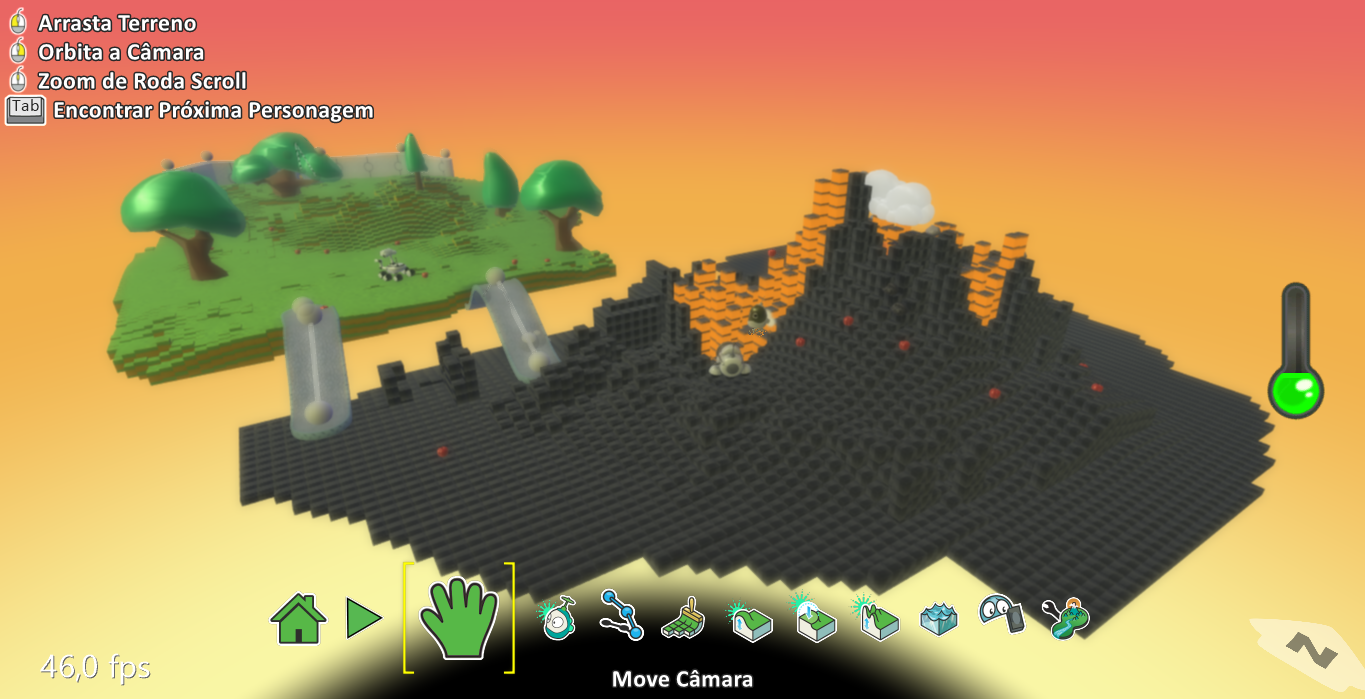 Arrasta Terreno
Orbita a Câmara
Zoom de Roda Scroll
Tab Encontrar Próxima Personagem
46,0 fps
Move Câmara